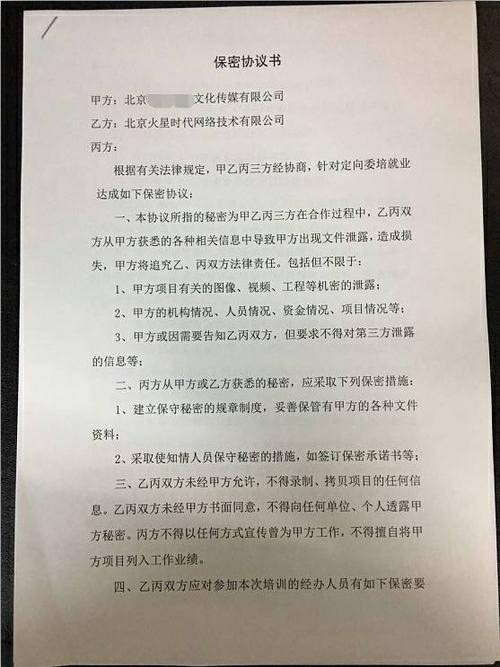 保密协议书
甲方：北京文化传媒有限公司
乙方：北京火星时代网络技术有限公司
丙方：
根据有关法律规定，甲乙丙三方经协商，针对定向委培就业
达成如下保密协议：
一、本协议所指的秘密为甲乙丙三方在合作过程中，乙丙双
方从甲方获悉的各种相关信息中导致甲方出现文件泄露，造成损
失，甲方将追究乙、丙双方法律责任。包括但不限于：
1、甲方项目有关的图像、视频、工程等机密的泄露；
2、甲方的机构情况、人员情况、资金情况、项目情况等；
3、甲方或因需要告知乙丙双方，但要求不得对第三方泄露
的信息等；
二、丙方从甲方或乙方获悉的秘密，应采取下列保密措施：
1、建立保守秘密的规章制度，妥善保管有甲方的各种文件
资料；
2、采取使知情人员保守秘密的措施，如签订保密承诺书等；
三、乙丙双方未经甲方允许，不得录制、拷贝项目的任何信
息。乙丙双方未经甲方书面同意，不得向任何单位、个人透露甲
方秘密。丙方不得以任何方式宣传曾为甲方工作，不得擅自将甲
方项目列入工作业绩。
四、乙丙双方应对参加本次培训的经办人员有如下保密要